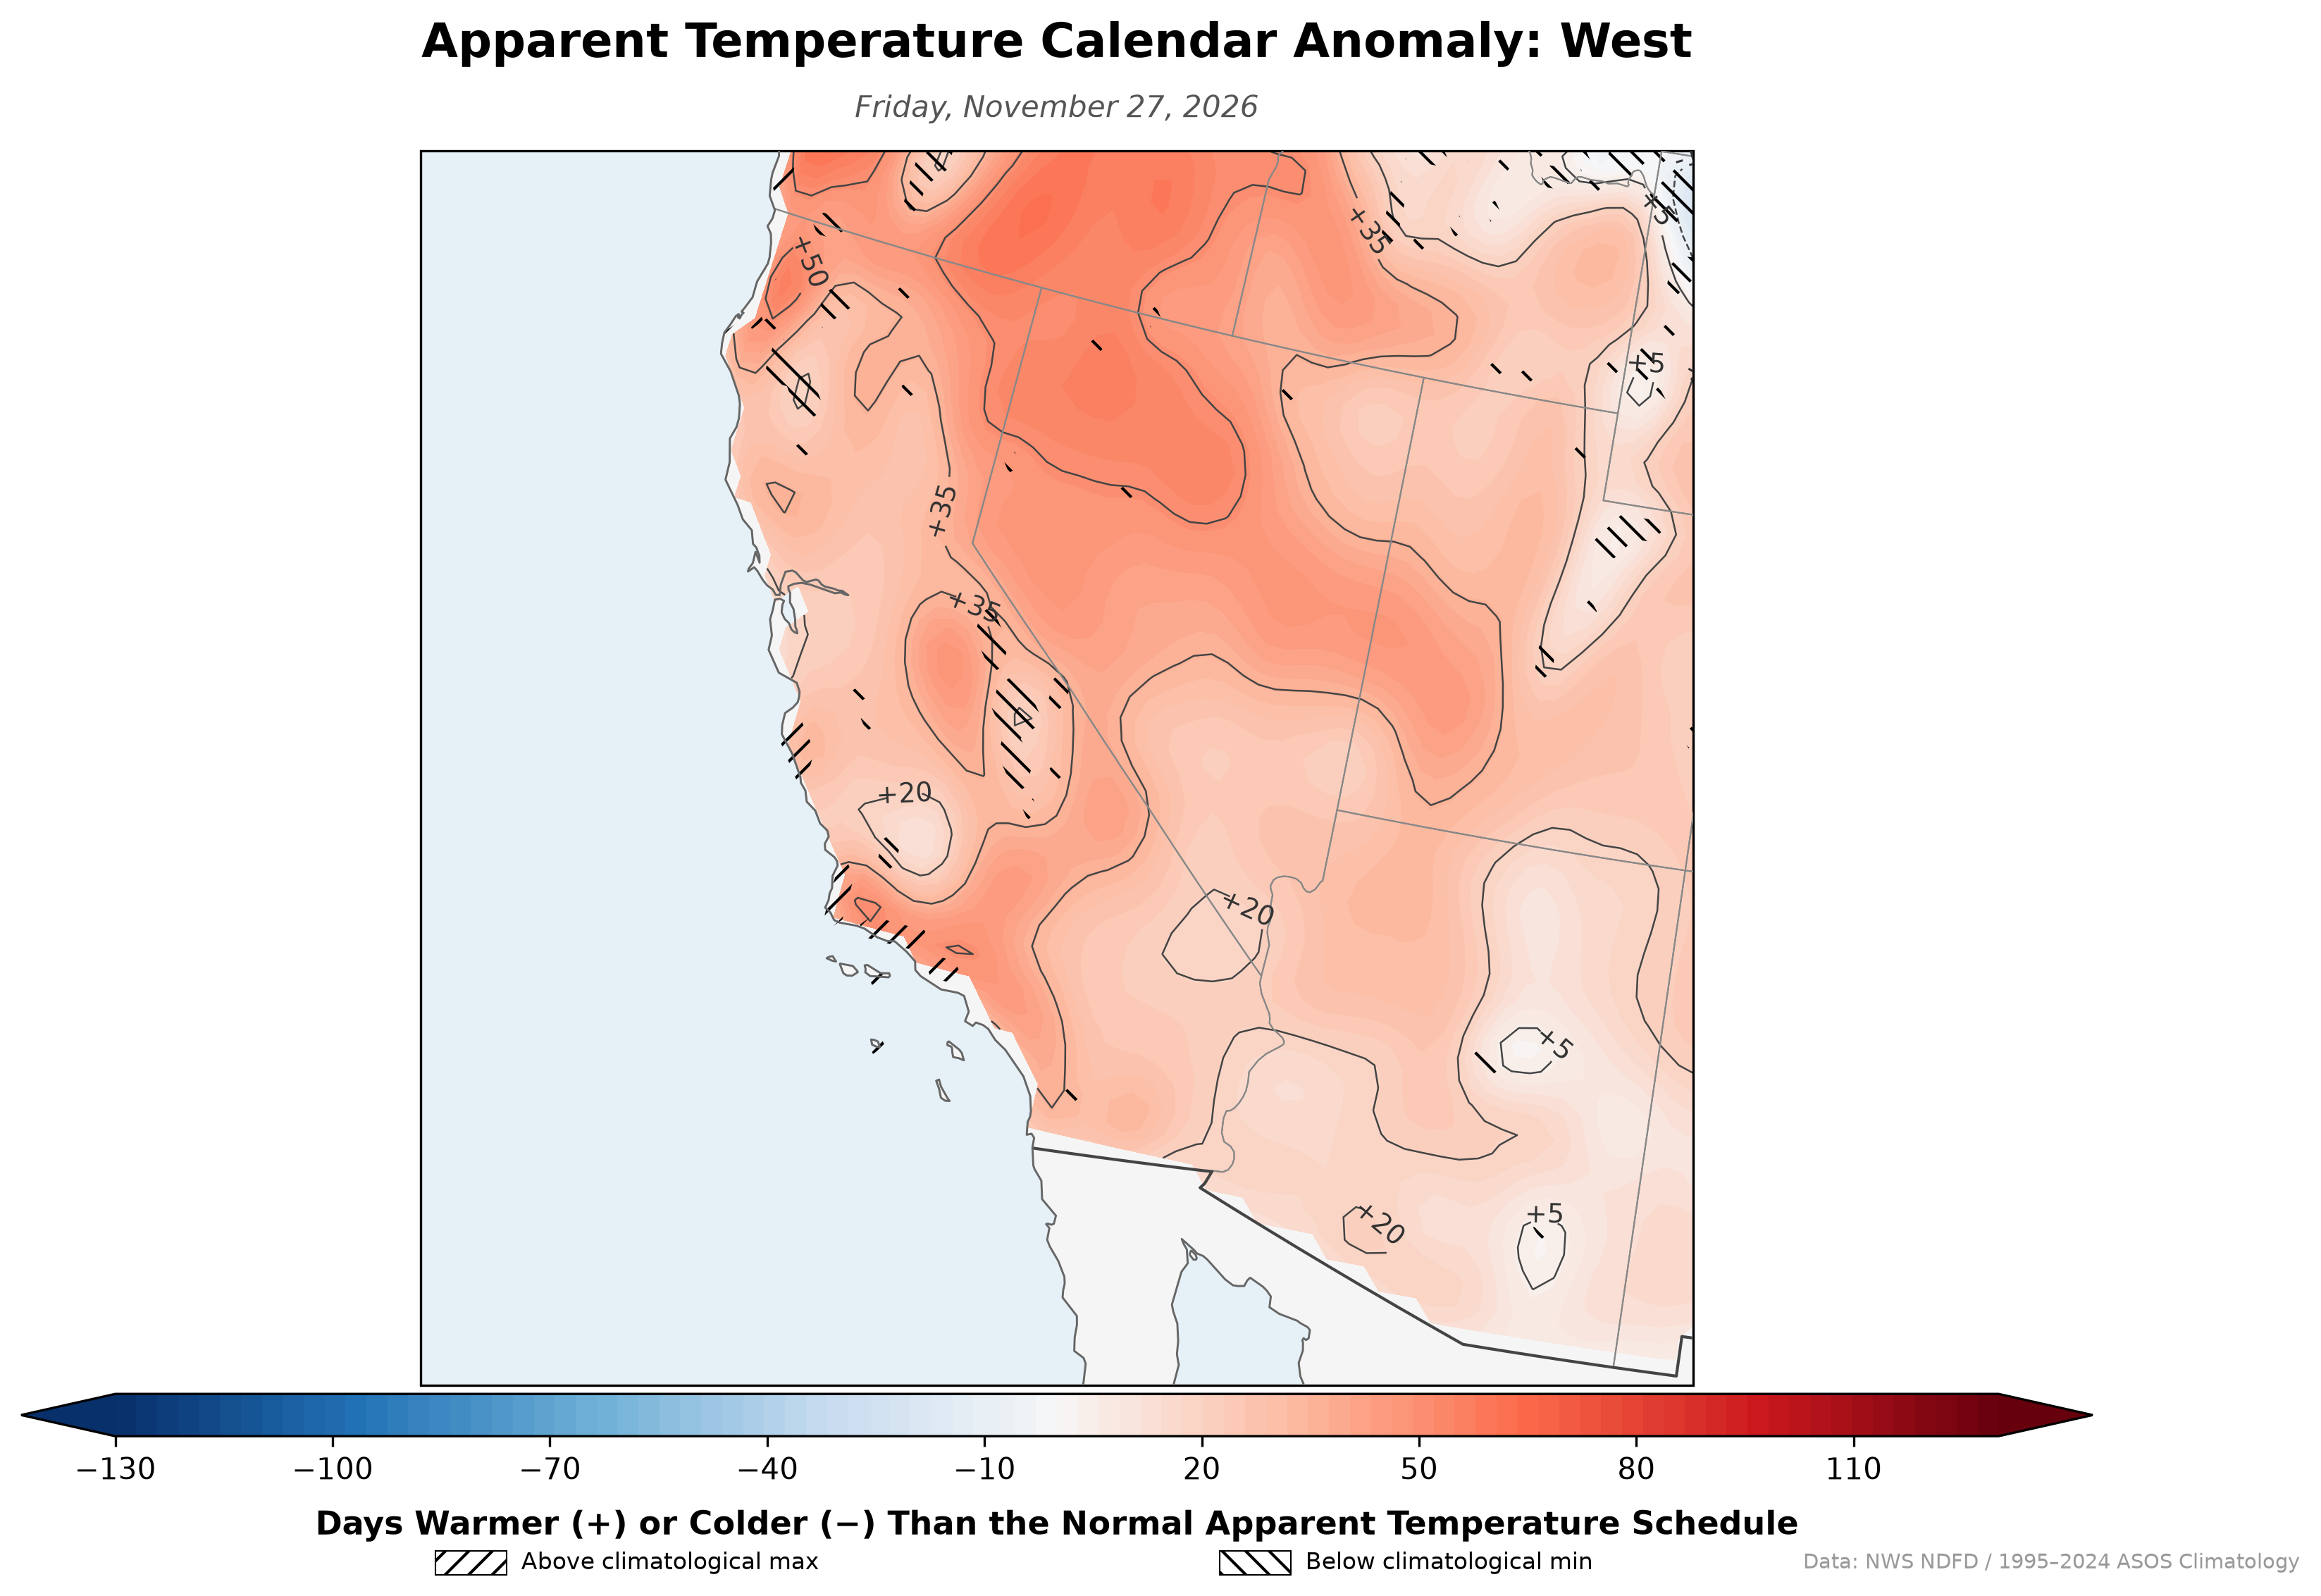 Apparent Temperature Calendar Anomaly: West
Friday, November 27, 2026
+5
+35
+50
+5
+35
+35
+20
+20
+5
+20
+5
−130 −100 −70 −40 −10 20 50 80 110
Days Warmer (+) or Colder (−) Than the Normal Apparent Temperature Schedule
Above climatological max Below climatological min Data: NWS NDFD / 1995–2024 ASOS Climatology